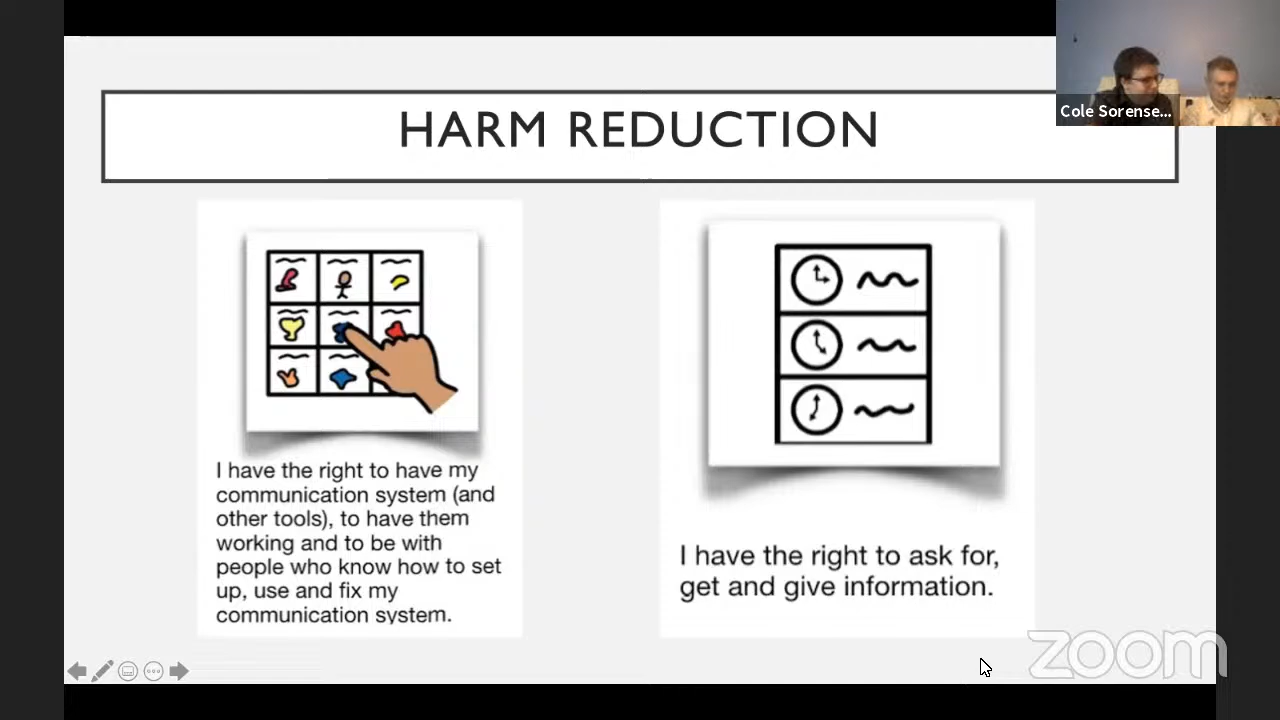 HARM REDUCTION
Cole Sorense...
I have the right to have my
communication system (and
other tools), to have them
working and to be with
people who know how to set
up, use and fix my
communication system.
I have the right to ask for,
get and give information.
zoom